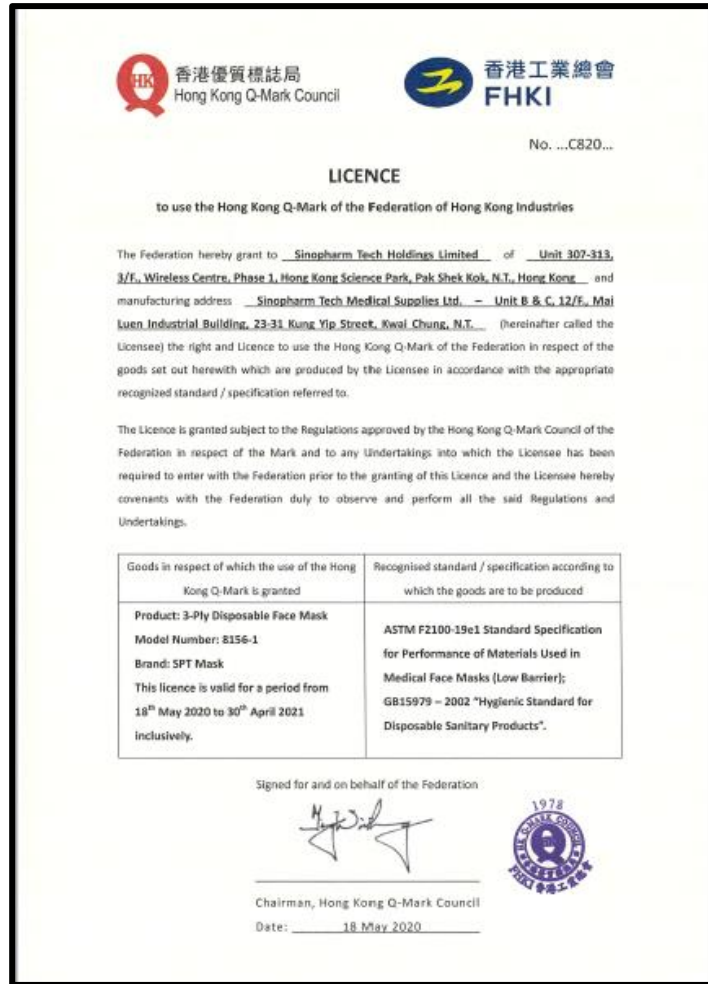 HK
香港優質標誌局
Hong Kong Q-Mark Council
香港工業總會
FHKI
No. ...C820...
LICENCE
to use the Hong Kong Q-Mark of the Federation of Hong Kong Industries
The Federation hereby grant to Sinopharm Tech Holdings Limited of Unit 307-313,
3/F., Wireless Centre, Phase 1, Hong Kong Science Park, Pak Shek Kok, N.T., Hong Kong and
manufacturing address Sinopharm Tech Medical Supplies Ltd. – Unit B & C, 12/F., Mai
Luen Industrial Building, 23-31 Kung Yip Street, Kwai Chung, N.T. (hereinafter called the
Licensee) the right and Licence to use the Hong Kong Q-Mark of the Federation in respect of the
goods set out herewith which are produced by the Licensee in accordance with the appropriate
recognized standard / specification referred to.
The Licence is granted subject to the Regulations approved by the Hong Kong Q-Mark Council of the
Federation in respect of the Mark and to any Undertakings into which the Licensee has been
required to enter with the Federation prior to the granting of this Licence and the Licensee hereby
covenants with the Federation duly to observe and perform all the said Regulations and
Undertakings.
Goods in respect of which the use of the Hong
Kong Q-Mark is granted
Recognised standard / specification according to
which the goods are to be produced
Product: 3-Ply Disposable Face Mask
Model Number: 8156-1
Brand: SPT Mask
This licence is valid for a period from
18th May 2020 to 30th April 2021
inclusively.
ASTM F2100-19e1 Standard Specification
for Performance of Materials Used in
Medical Face Masks (Low Barrier);
GB15979 – 2002 "Hygienic Standard for
Disposable Sanitary Products".
Signed for and on behalf of the Federation
1978
HK Q-MARK COUNCIL
FHKI 香港工業總會
Chairman, Hong Kong Q-Mark Council
Date: 18 May 2020